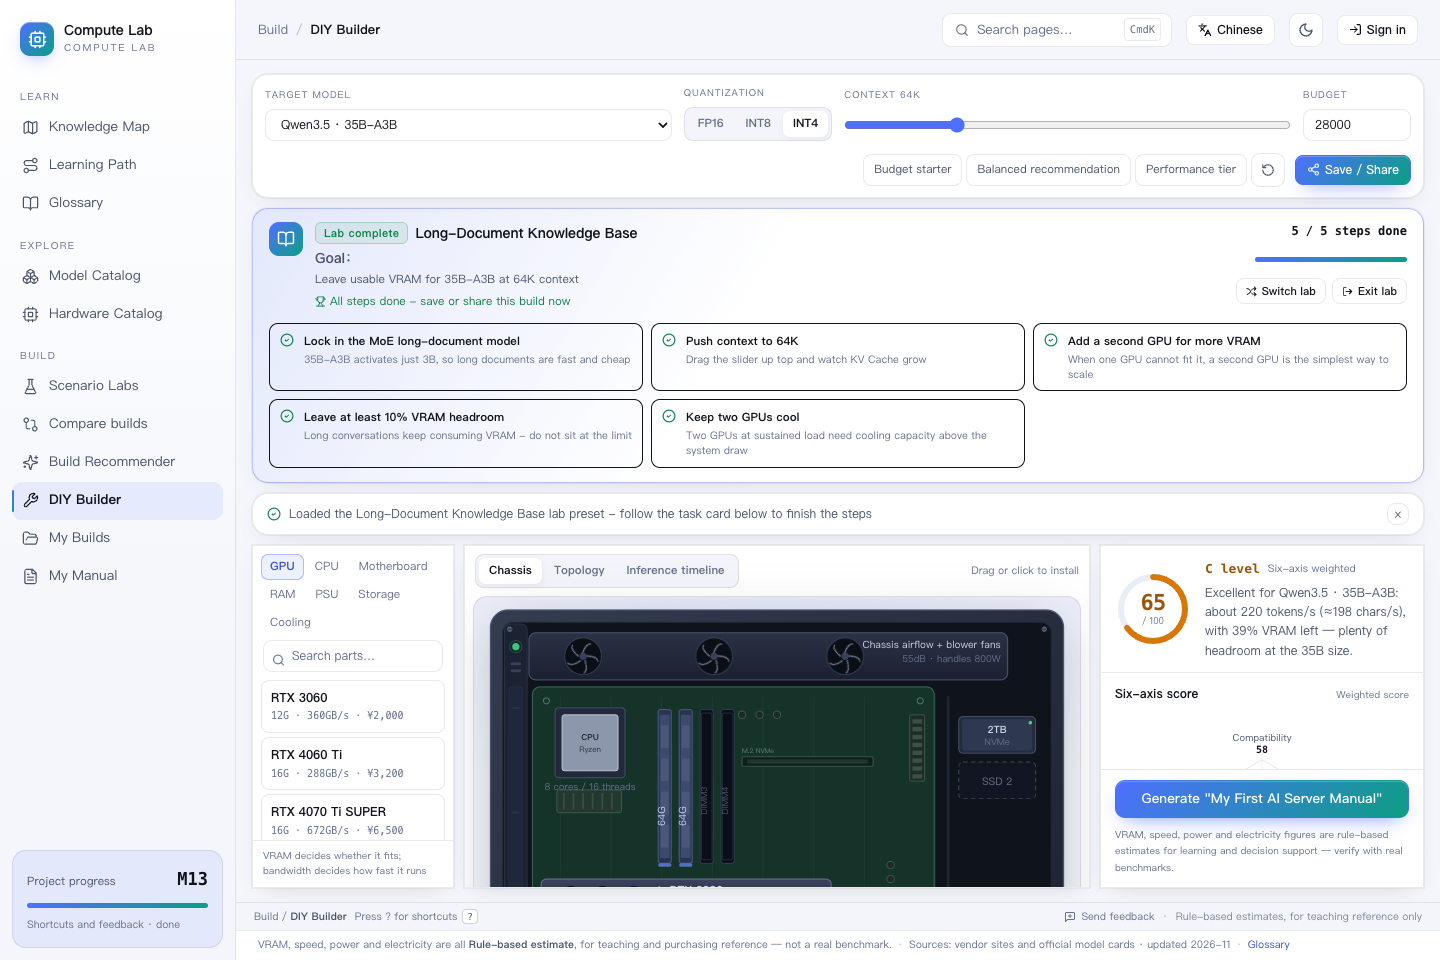 Compute Lab
COMPUTE LAB
LEARN
Knowledge Map
Learning Path
Glossary
EXPLORE
Model Catalog
Hardware Catalog
BUILD
Scenario Labs
Compare builds
Build Recommender
DIY Builder
My Builds
My Manual
Project progress M13
Shortcuts and feedback · done
Build / DIY Builder
Search pages... CmdK
Chinese
Sign in
TARGET MODEL
Qwen3.5 · 35B-A3B
QUANTIZATION
FP16 INT8 INT4
CONTEXT 64K
BUDGET
28000
Budget starter
Balanced recommendation
Performance tier
Save / Share
Lab complete Long-Document Knowledge Base
Goal：
Leave usable VRAM for 35B-A3B at 64K context
All steps done - save or share this build now
5 / 5 steps done
Switch lab
Exit lab
Lock in the MoE long-document model
35B-A3B activates just 3B, so long documents are fast and cheap
Push context to 64K
Drag the slider up top and watch KV Cache grow
Add a second GPU for more VRAM
When one GPU cannot fit it, a second GPU is the simplest way to
scale
Leave at least 10% VRAM headroom
Long conversations keep consuming VRAM - do not sit at the limit
Keep two GPUs cool
Two GPUs at sustained load need cooling capacity above the
system draw
Loaded the Long-Document Knowledge Base lab preset - follow the task card below to finish the steps
x
GPU CPU Motherboard
RAM PSU Storage
Cooling
Search parts...
RTX 3060
12G · 360GB/s · ¥2,000
RTX 4060 Ti
16G · 288GB/s · ¥3,200
RTX 4070 Ti SUPER
16G · 672GB/s · ¥6,500
VRAM decides whether it fits;
bandwidth decides how fast it runs
Chassis Topology Inference timeline
Drag or click to install
Chassis airflow + blower fans
55dB · handles 800W
CPU
Ryzen
8 cores / 16 threads
64G
64G
DIMM3
DIMM4
M.2 NVMe
2TB
NVMe
SSD 2
65
/ 100
C level Six-axis weighted
Excellent for Qwen3.5 · 35B-A3B:
about 220 tokens/s (≈198 chars/s),
with 39% VRAM left — plenty of
headroom at the 35B size.
Six-axis score Weighted score
Compatibility
58
Generate "My First AI Server Manual"
VRAM, speed, power and electricity figures are rule-based
estimates for learning and decision support — verify with real
benchmarks.
Build / DIY Builder Press ? for shortcuts ?
Send feedback · Rule-based estimates, for teaching reference only
VRAM, speed, power and electricity are all Rule-based estimate, for teaching and purchasing reference — not a real benchmark. · Sources: vendor sites and official model cards · updated 2026-11 · Glossary